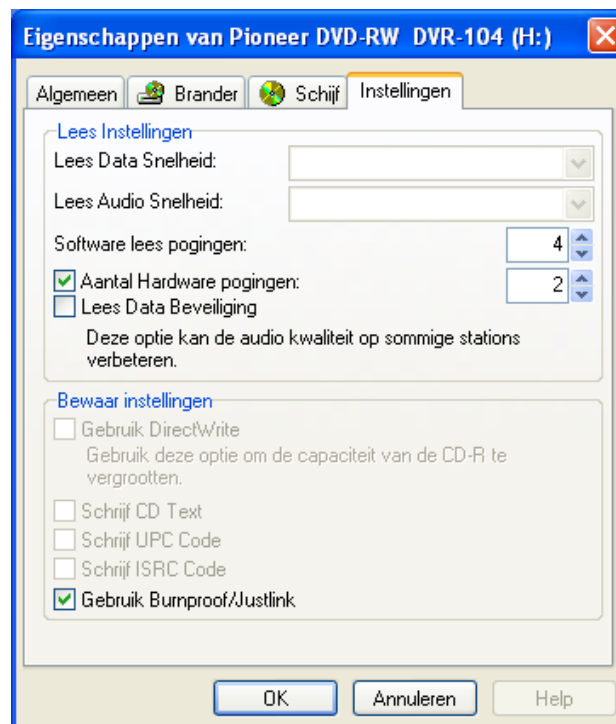 Eigenschappen van Pioneer DVD-RW DVR-104 (H:)
Algemeen Brander Schijf Instellingen
Lees Instellingen
Lees Data Snelheid:
Lees Audio Snelheid:
Software lees pogingen: 4
Aantal Hardware pogingen: 2
Lees Data Beveiliging
Deze optie kan de audio kwaliteit op sommige stations
verbeteren.
Bewaar instellingen
Gebruik DirectWrite
Gebruik deze optie om de capaciteit van de CD-R te
vergrootten.
Schrijf CD Text
Schrijf UPC Code
Schrijf ISRC Code
Gebruik Burnproof/Justlink
OK Annuleren Help